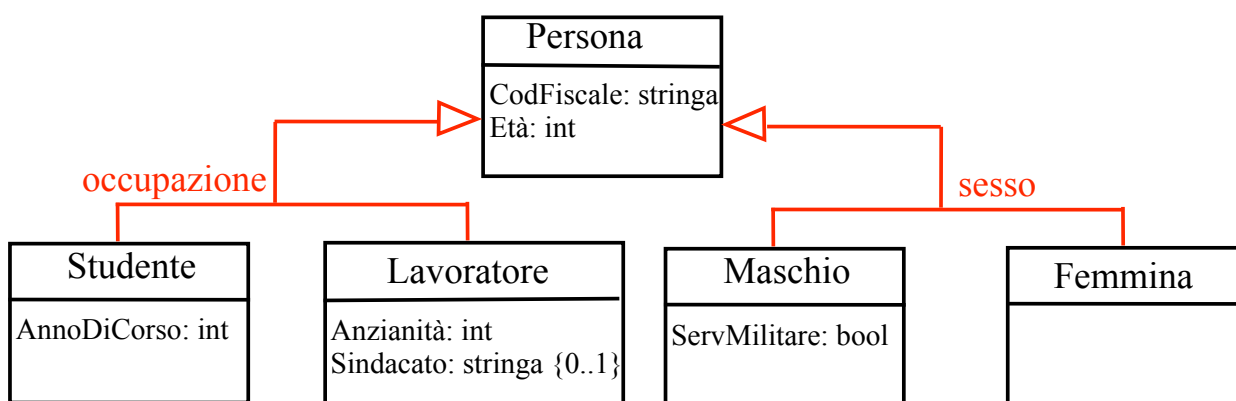 Persona
CodFiscale: stringa
Età: int
occupazione
sesso
Studente
AnnoDiCorso: int
Lavoratore
Anzianità: int
Sindacato: stringa {0..1}
Maschio
ServMilitare: bool
Femmina